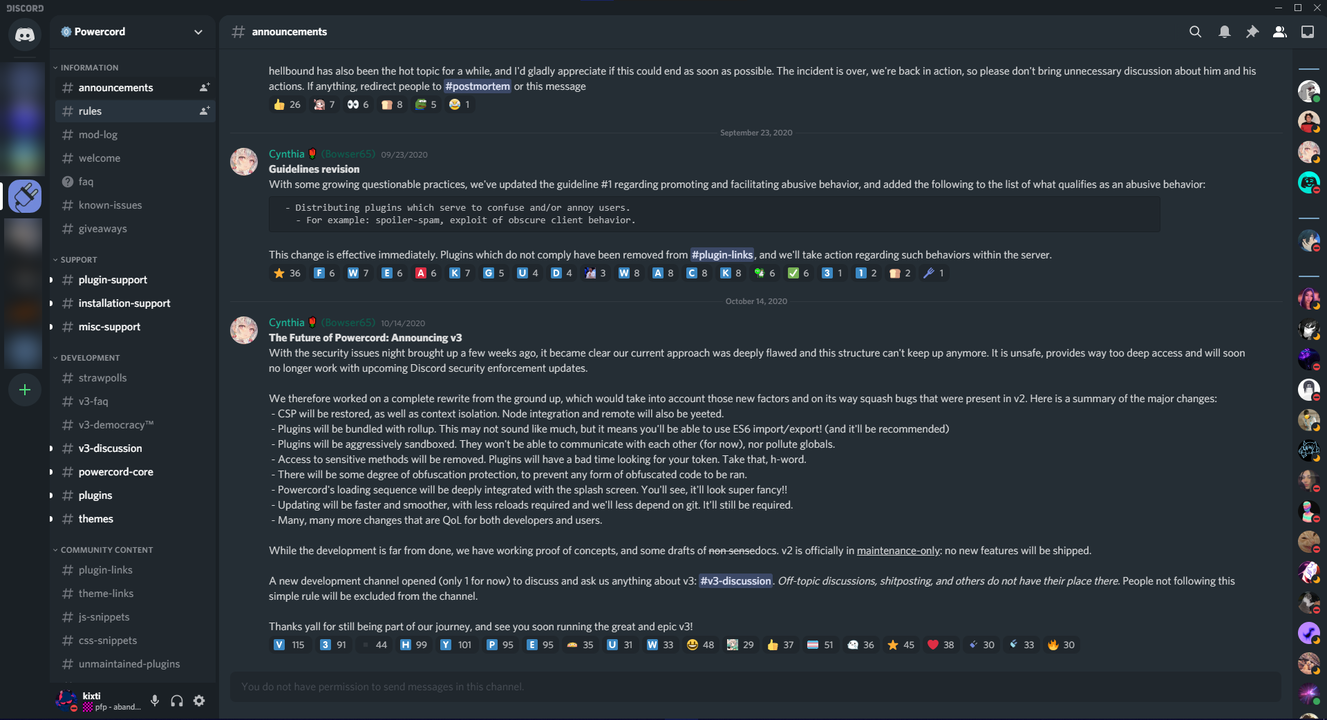 DISCORD
Powercord
INFORMATION
announcements
rules
mod-log
welcome
faq
known-issues
giveaways
SUPPORT
plugin-support
installation-support
misc-support
DEVELOPMENT
strawpolls
v3-faq
v3-democracy™
v3-discussion
powercord-core
plugins
themes
COMMUNITY CONTENT
plugin-links
theme-links
js-snippets
css-snippets
unmaintained-plugins
kixti
pfp - aband...
# announcements
hellbound has also been the hot topic for a while, and I'd gladly appreciate if this could end as soon as possible. The incident is over, we're back in action, so please don't bring unnecessary discussion about him and his
actions. If anything, redirect people to #postmortem or this message
26 7 6 8 5 1
September 23, 2020
Cynthia (Bowser65) 09/23/2020
Guidelines revision
With some growing questionable practices, we've updated the guideline #1 regarding promoting and facilitating abusive behavior, and added the following to the list of what qualifies as an abusive behavior:
- Distributing plugins which serve to confuse and/or annoy users.
- For example: spoiler-spam, exploit of obscure client behavior.
This change is effective immediately. Plugins which do not comply have been removed from #plugin-links, and we'll take action regarding such behaviors within the server.
36 F 6 W 7 E 6 A 6 K 7 G 5 U 4 D 4 3 W 8 A 8 C 8 K 8 6 6 3 1 1 2 2 1
October 14, 2020
Cynthia (Bowser65) 10/14/2020
The Future of Powercord: Announcing v3
With the security issues night brought up a few weeks ago, it became clear our current approach was deeply flawed and this structure can't keep up anymore. It is unsafe, provides way too deep access and will soon
no longer work with upcoming Discord security enforcement updates.
We therefore worked on a complete rewrite from the ground up, which would take into account those new factors and on its way squash bugs that were present in v2. Here is a summary of the major changes:
- CSP will be restored, as well as context isolation. Node integration and remote will also be yeeted.
- Plugins will be bundled with rollup. This may not sound like much, but it means you'll be able to use ES6 import/export! (and it'll be recommended)
- Plugins will be aggressively sandboxed. They won't be able to communicate with each other (for now), nor pollute globals.
- Access to sensitive methods will be removed. Plugins will have a bad time looking for your token. Take that, h-word.
- There will be some degree of obfuscation protection, to prevent any form of obfuscated code to be ran.
- Powercord's loading sequence will be deeply integrated with the splash screen. You'll see, it'll look super fancy!!
- Updating will be faster and smoother, with less reloads required and we'll less depend on git. It'll still be required.
- Many, many more changes that are QoL for both developers and users.
While the development is far from done, we have working proof of concepts, and some drafts of non-sensedocs. v2 is officially in maintenance-only: no new features will be shipped.
A new development channel opened (only 1 for now) to discuss and ask us anything about v3: #v3-discussion. Off-topic discussions, shitposting, and others do not have their place there. People not following this
simple rule will be excluded from the channel.
Thanks yall for still being part of our journey, and see you soon running the great and epic v3!
V 115 3 91 44 H 99 Y 101 P 95 E 95 35 U 31 W 33 48 29 37 51 36 45 38 30 33 30
You do not have permission to send messages in this channel.